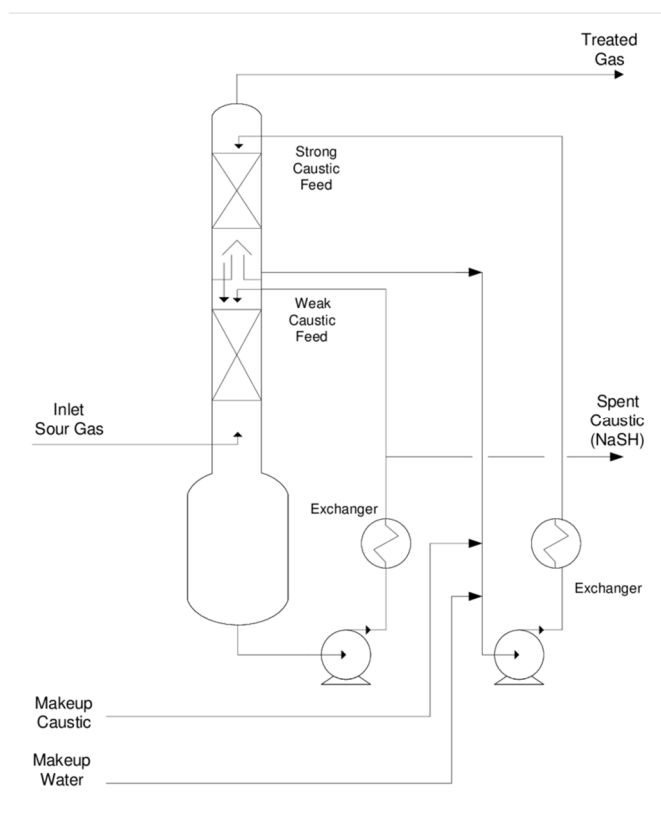 Treated
Gas
Strong
Caustic
Feed
Weak
Caustic
Feed
Inlet
Sour Gas
Spent
Caustic
(NaSH)
Exchanger
Exchanger
Makeup
Caustic
Makeup
Water